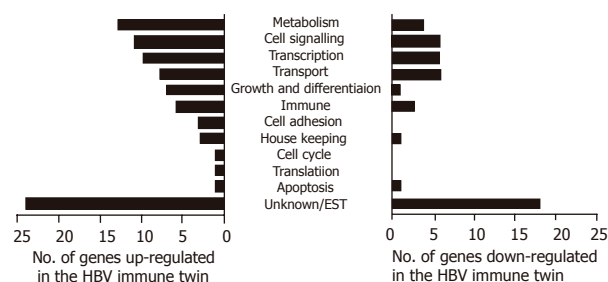 Metabolism
Cell signalling
Transcription
Transport
Growth and differentiaion
Immune
Cell adhesion
House keeping
Cell cycle
Translatiion
Apoptosis
Unknown/EST
25 20 15 10 5 0
0 5 10 15 20 25
No. of genes up-regulated
in the HBV immune twin
No. of genes down-regulated
in the HBV immune twin